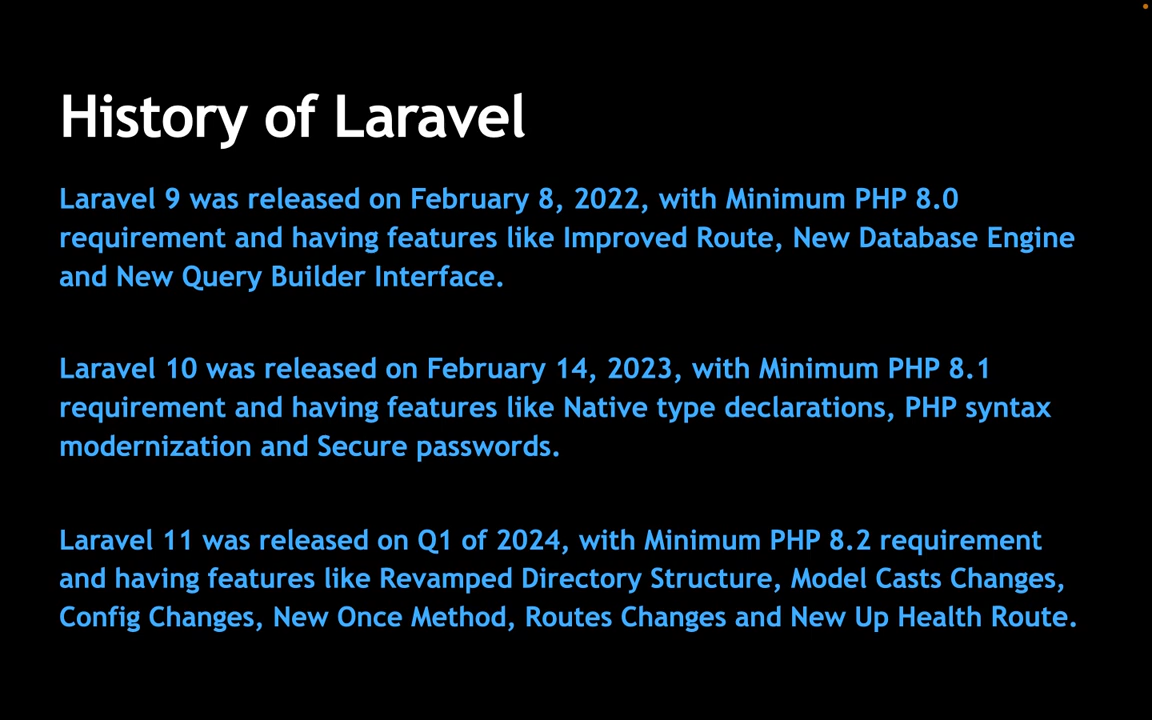 History of Laravel
Laravel 9 was released on February 8, 2022, with Minimum PHP 8.0
requirement and having features like Improved Route, New Database Engine
and New Query Builder Interface.
Laravel 10 was released on February 14, 2023, with Minimum PHP 8.1
requirement and having features like Native type declarations, PHP syntax
modernization and Secure passwords.
Laravel 11 was released on Q1 of 2024, with Minimum PHP 8.2 requirement
and having features like Revamped Directory Structure, Model Casts Changes,
Config Changes, New Once Method, Routes Changes and New Up Health Route.